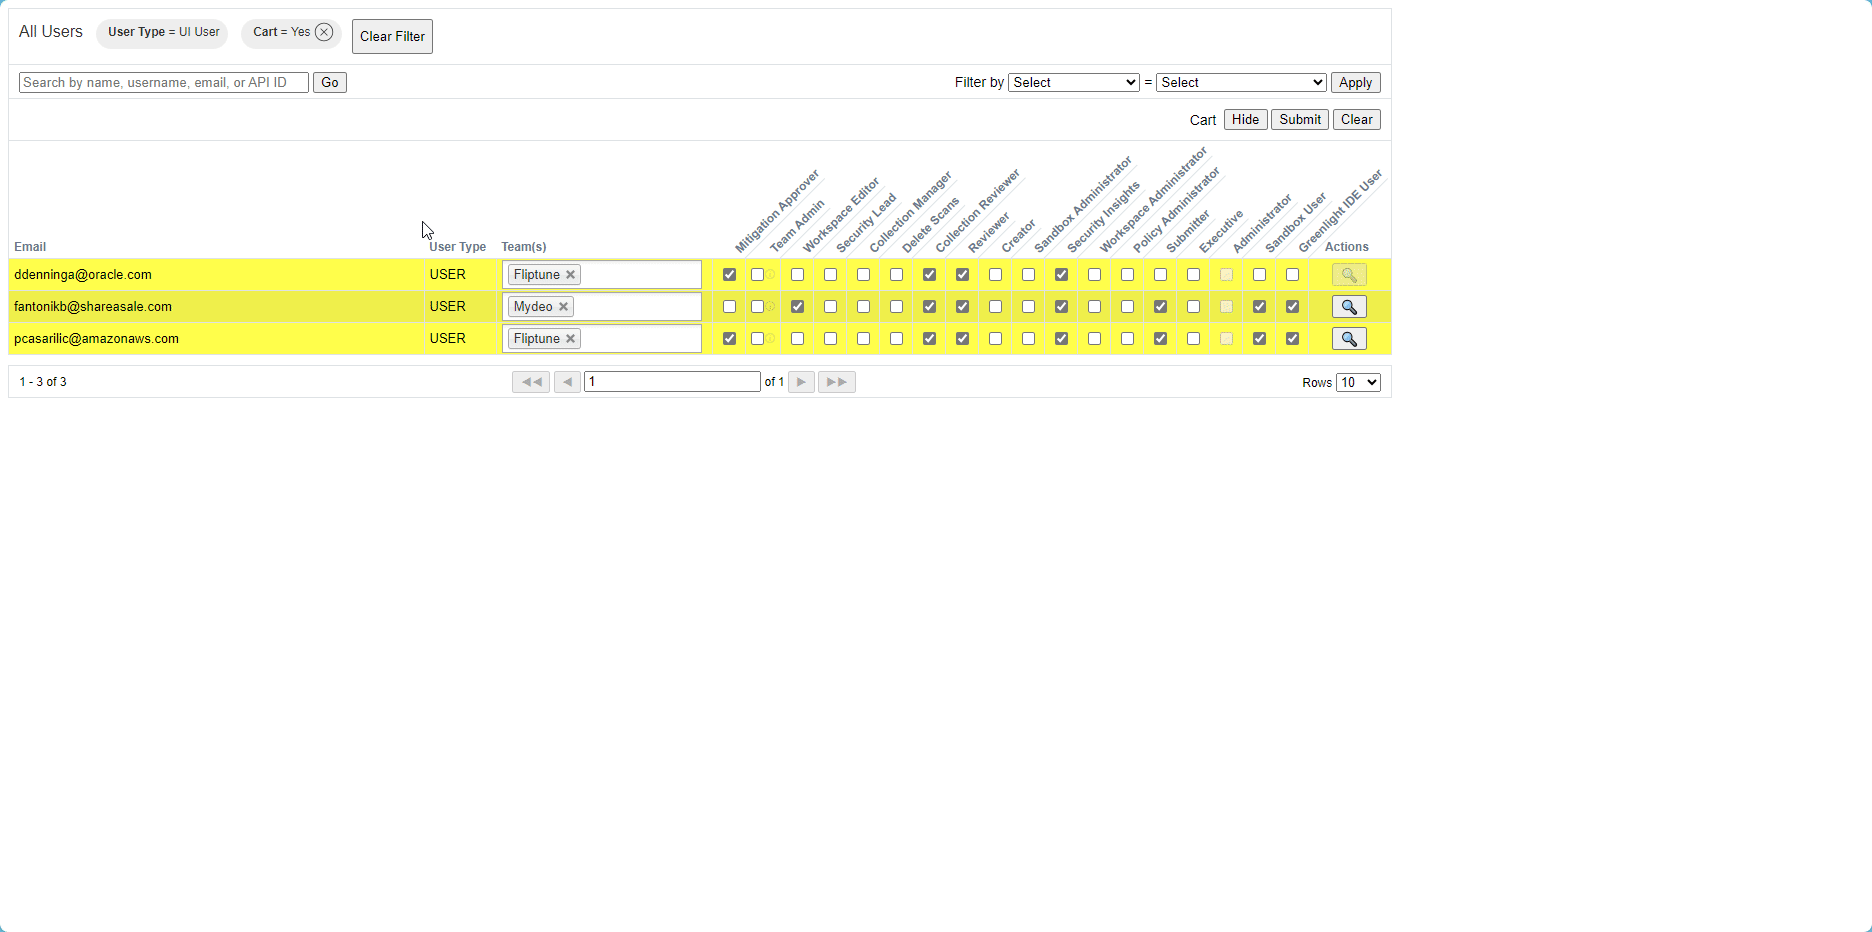 All Users User Type = UI User Cart = Yes Clear Filter
Search by name, username, email, or API ID Go Filter by Select = Select Apply
Cart Hide Submit Clear
Email User Type Team(s) Mitigation Approver Team Admin Workspace Editor Security Lead Collection Manager Delete Scans Collection Reviewer Reviewer Creator Sandbox Administrator Security Insights Workspace Administrator Policy Administrator Submitter Executive Administrator Sandbox User Greenlight IDE User Actions
ddenninga@oracle.com USER Fliptune
fantonikb@shareasale.com USER Mydeo
pcasarilic@amazonaws.com USER Fliptune
1 - 3 of 3 1 of 1 Rows 10